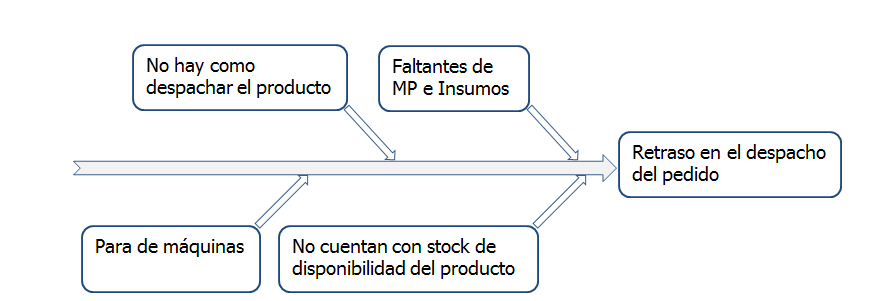 No hay como
despachar el producto
Faltantes de
MP e Insumos
Retraso en el despacho
del pedido
Para de máquinas
No cuentan con stock de
disponibilidad del producto